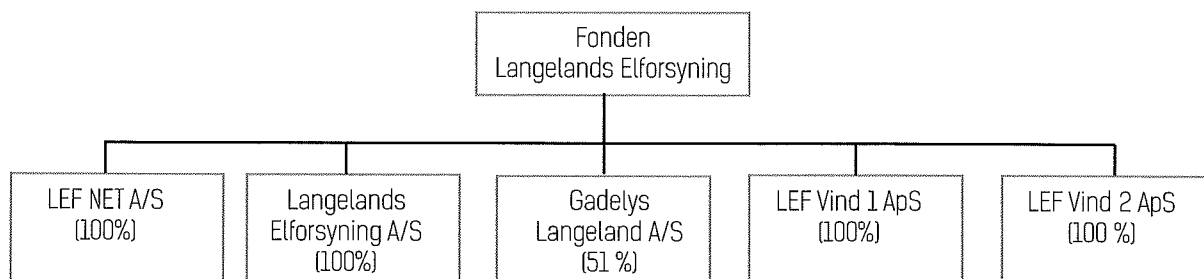 Fonden
Langelands Elforsyning
LEF NET A/S
(100%)
Langelands
Elforsyning A/S
(100%)
Gadelys
Langeland A/S
(51 %)
LEF Vind 1 ApS
(100%)
LEF Vind 2 ApS
(100 %)